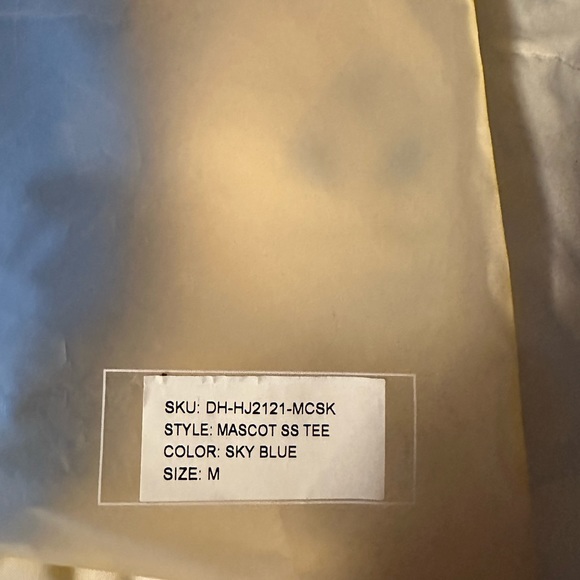 SKU: DH-HJ2121-MCSK
STYLE: MASCOT SS TEE
COLOR: SKY BLUE
SIZE: M